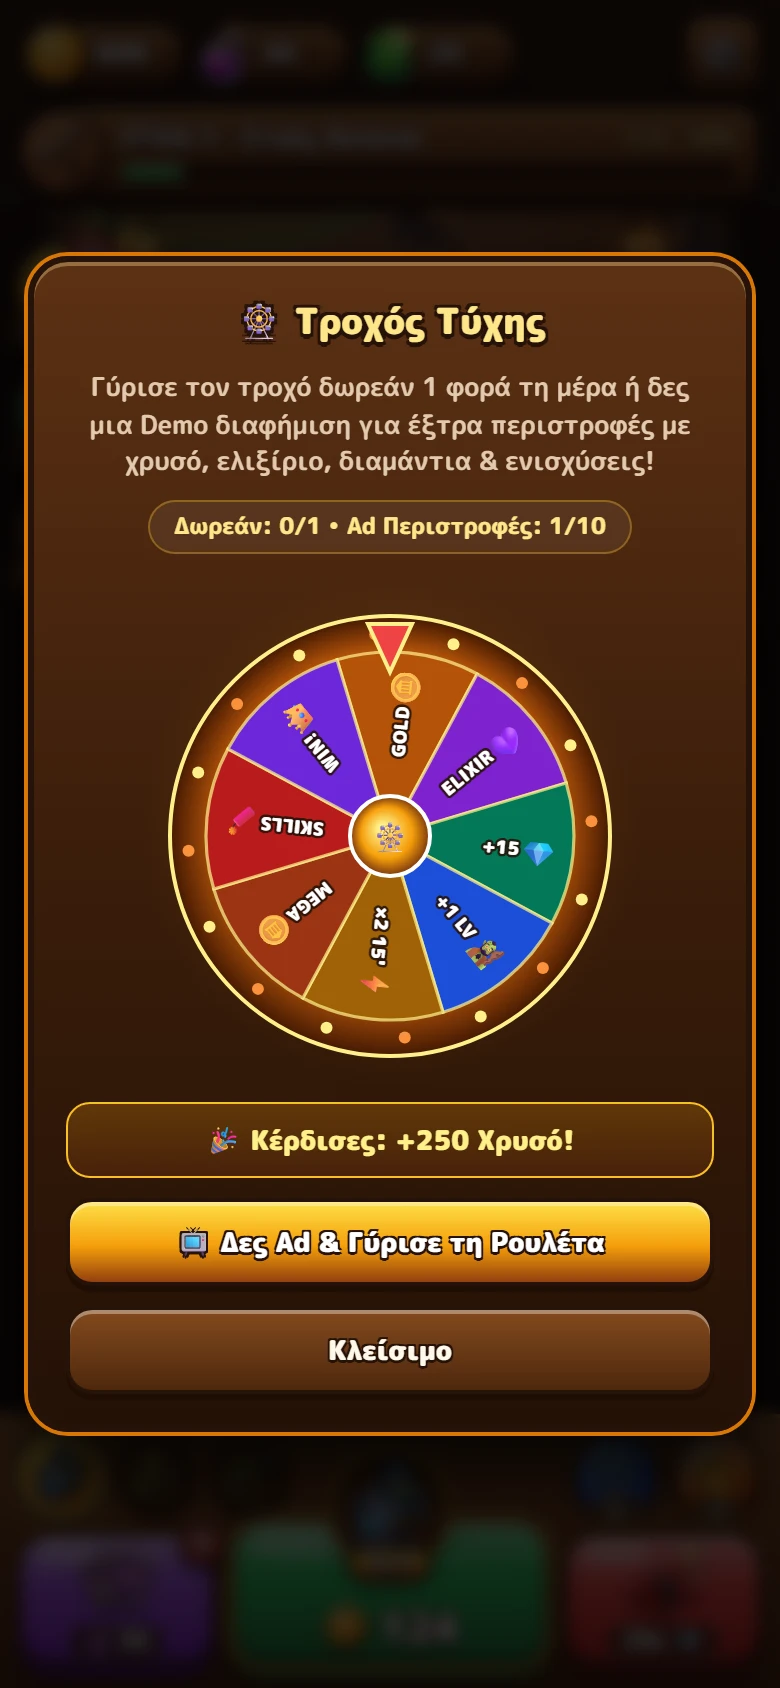 Τροχός Τύχης
Γύρισε τον τροχό δωρεάν 1 φορά τη μέρα ή δες
μια Demo διαφήμιση για έξτρα περιστροφές με
χρυσό, ελιξίριο, διαμάντια & ενισχύσεις!
Δωρεάν: 0/1 • Ad Περιστροφές: 1/10
GOLD
ELIXIR
+15
+1 LV
x2 15'
MEGA
SKILLS
WIN!
Κέρδισες: +250 Χρυσό!
Δες Ad & Γύρισε τη Ρουλέτα
Κλείσιμο